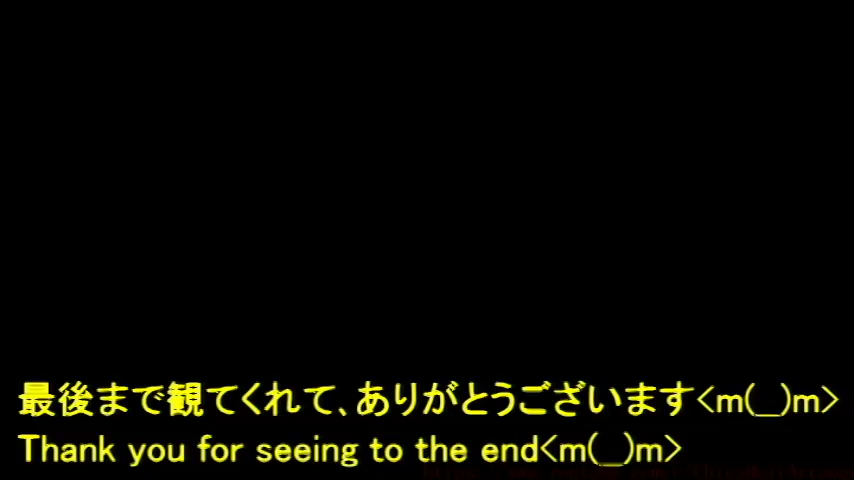 最後まで観てくれて､ありがとうございます<m(_)m>
Thank you for seeing to the end<m(_)m>